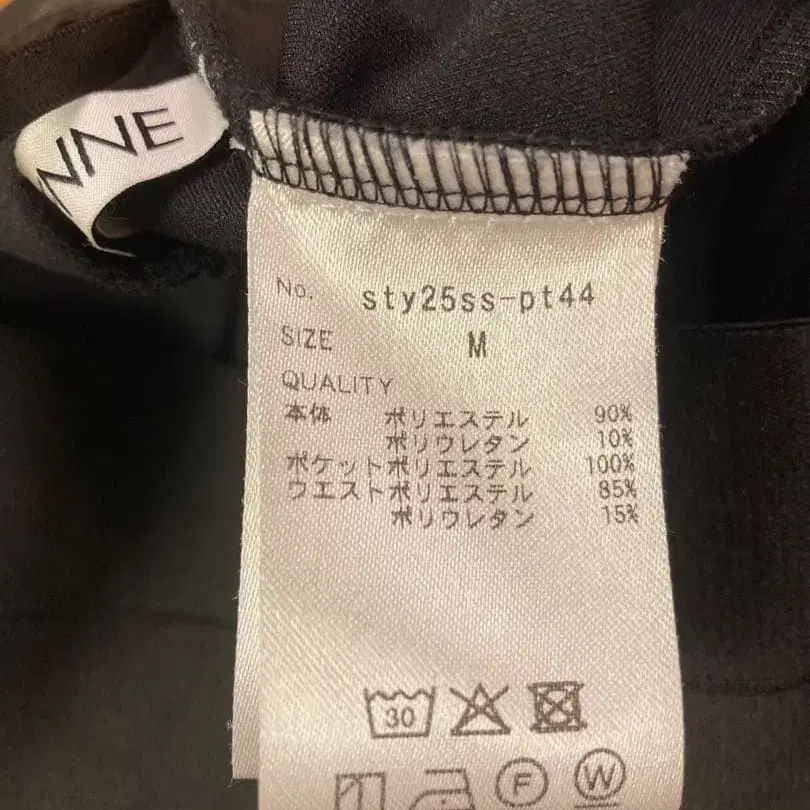 NNE
No. sty25ss-pt44
SIZE M
QUALITY
本体 ポリエステル 90%
ポリウレタン 10%
ポケットポリエステル 100%
ウエストポリエステル 85%
ポリウレタン 15%
30
F W